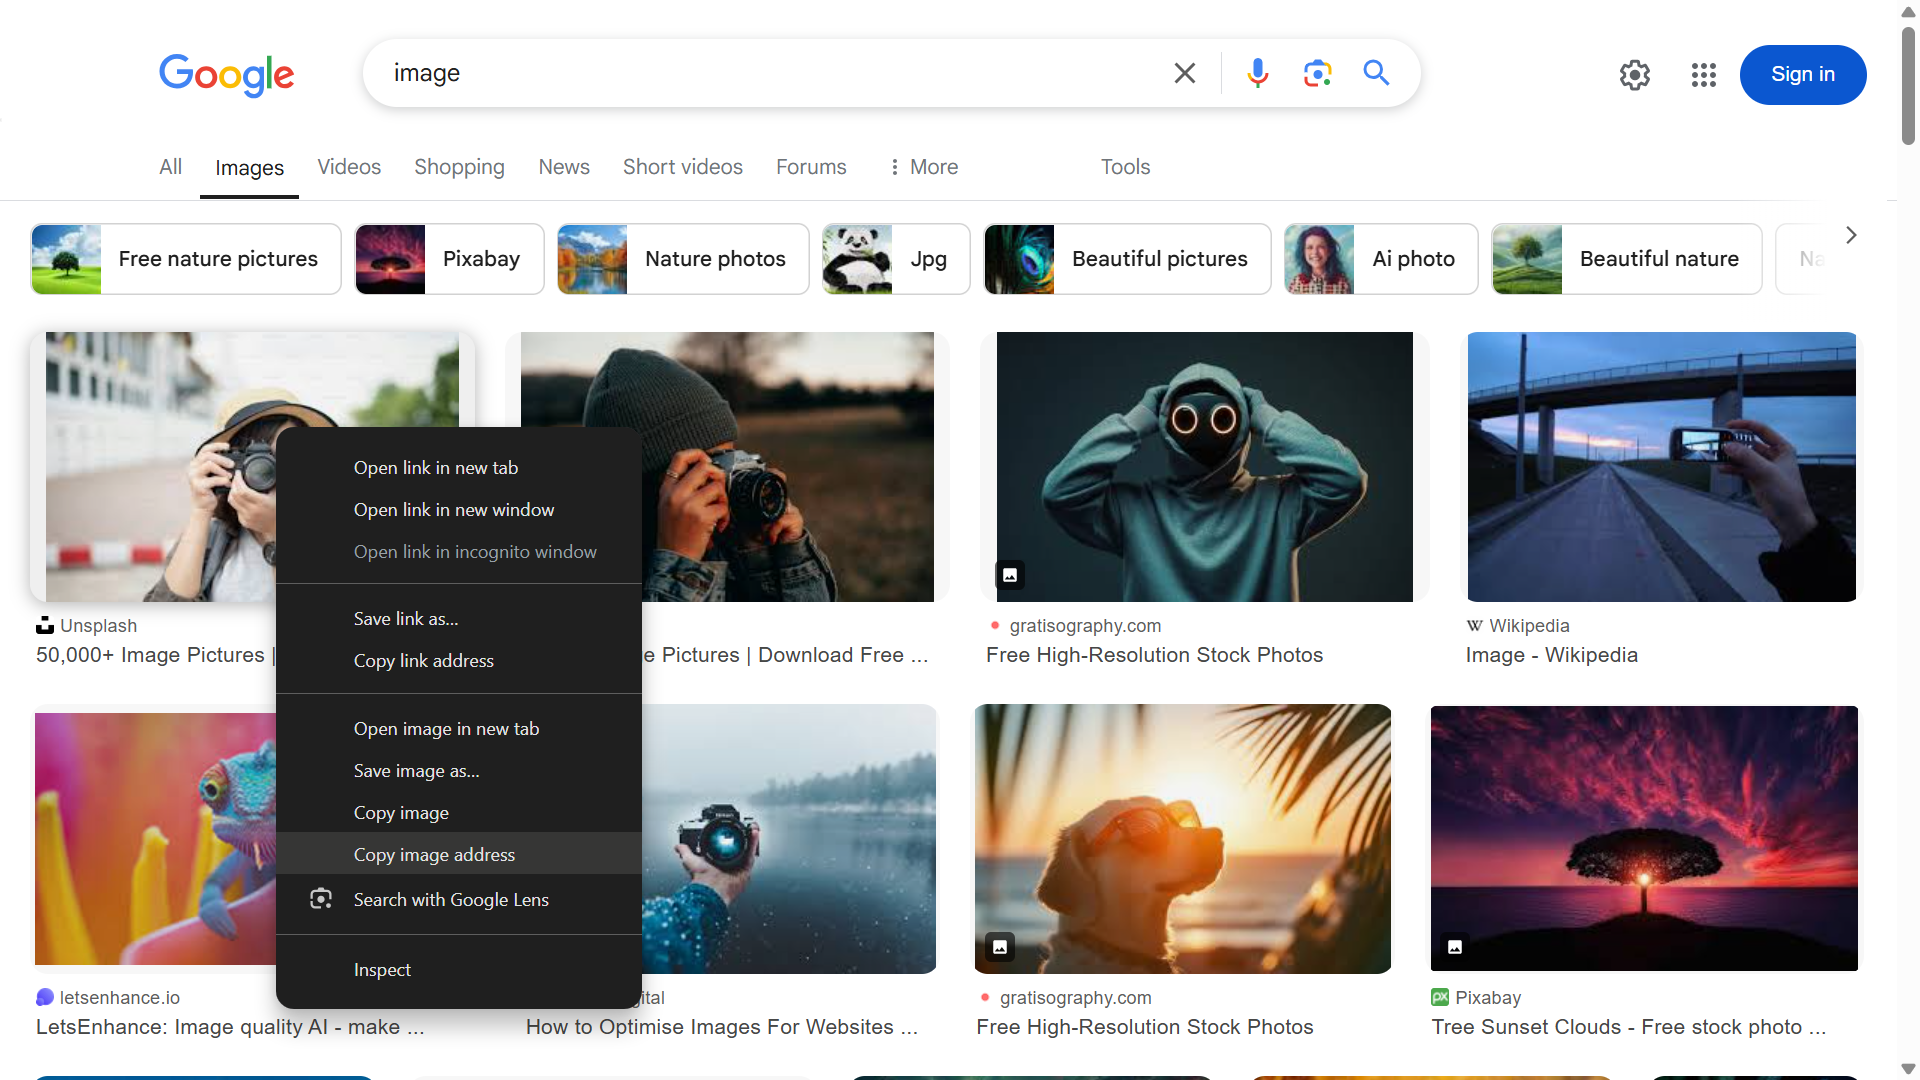 Google
image
Sign in
All
Images
Videos
Shopping
News
Short videos
Forums
More
Tools
Free nature pictures
Pixabay
Nature photos
Jpg
Beautiful pictures
Ai photo
Beautiful nature
Na
Open link in new tab
Open link in new window
Open link in incognito window
Save link as...
Copy link address
Open image in new tab
Save image as...
Copy image
Copy image address
Search with Google Lens
Inspect
Unsplash
50,000+ Image Pictures |
e Pictures | Download Free ...
gratisography.com
Free High-Resolution Stock Photos
W Wikipedia
Image - Wikipedia
letsenhance.io
LetsEnhance: Image quality AI - make ...
gital
How to Optimise Images For Websites ...
gratisography.com
Free High-Resolution Stock Photos
px Pixabay
Tree Sunset Clouds - Free stock photo ...